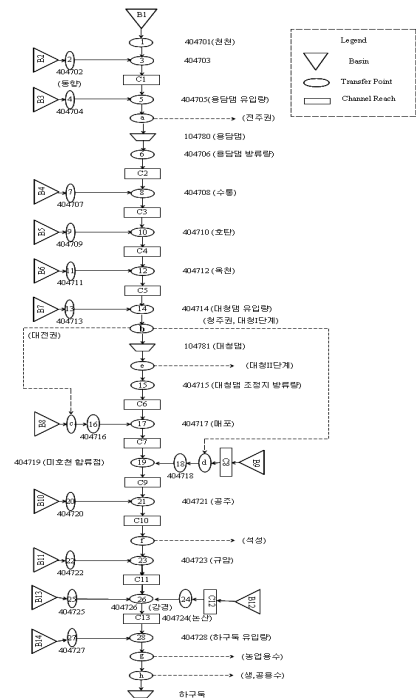 B1
1
404701(천천)
Legend
Basin
Transfer Point
Channel Reach
B2
2
404702
(동향)
3
404703
C1
B3
4
404704
5
404705(용담댐 유입량)
a
(전주권)
104780 (용담댐)
6
404706 (용담댐 방류량)
C2
B4
7
404707
8
404708 (수통)
C3
B5
9
404709
10
404710 (호탄)
C4
B6
11
404711
12
404712 (옥천)
C5
B7
13
404713
14
404714 (대청댐 유입량)
(청주권, 대청I단계)
b
(대전권)
104781 (대청댐)
e
(대청II단계)
15
404715 (대청댐 조정지 방류량)
C6
B8
c
16
404716
17
404717 (매포)
C7
404719 (미호천 합류점)
19
18
404718
d
C8
B9
C9
B10
20
404720
21
404721 (공주)
C10
f
(석성)
B11
22
404722
23
404723 (규암)
C11
B13
25
404725
26
404726 (강경)
24
404724(논산)
C12
B12
C13
B14
27
404727
28
404728 (하구둑 유입량)
g
(농업용수)
h
(생,공용수)
하구둑